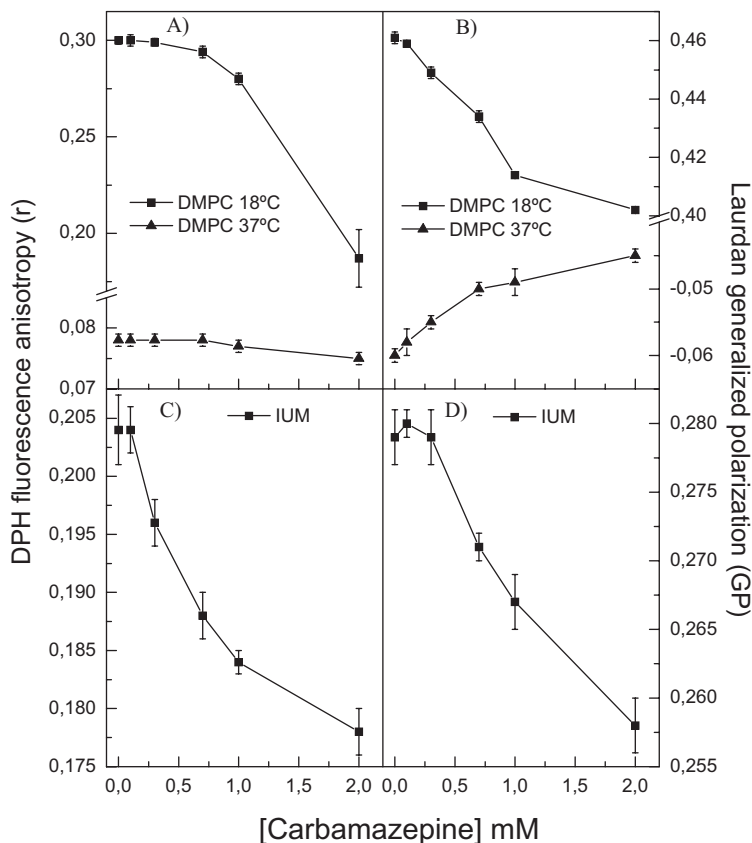 A)
B)
0,30
0,25
0,20
0,08
0,07
DMPC 18ºC
DMPC 37ºC
DMPC 18ºC
DMPC 37ºC
0,46
0,44
0,42
0,40
-0,05
-0,06
C)
IUM
D)
IUM
0,205
0,200
0,195
0,190
0,185
0,180
0,175
0,280
0,275
0,270
0,265
0,260
0,255
DPH fluorescence anisotropy (r)
Laurdan generalized polarization (GP)
0,0 0,5 1,0 1,5 2,0
0,0 0,5 1,0 1,5 2,0
[Carbamazepine] mM